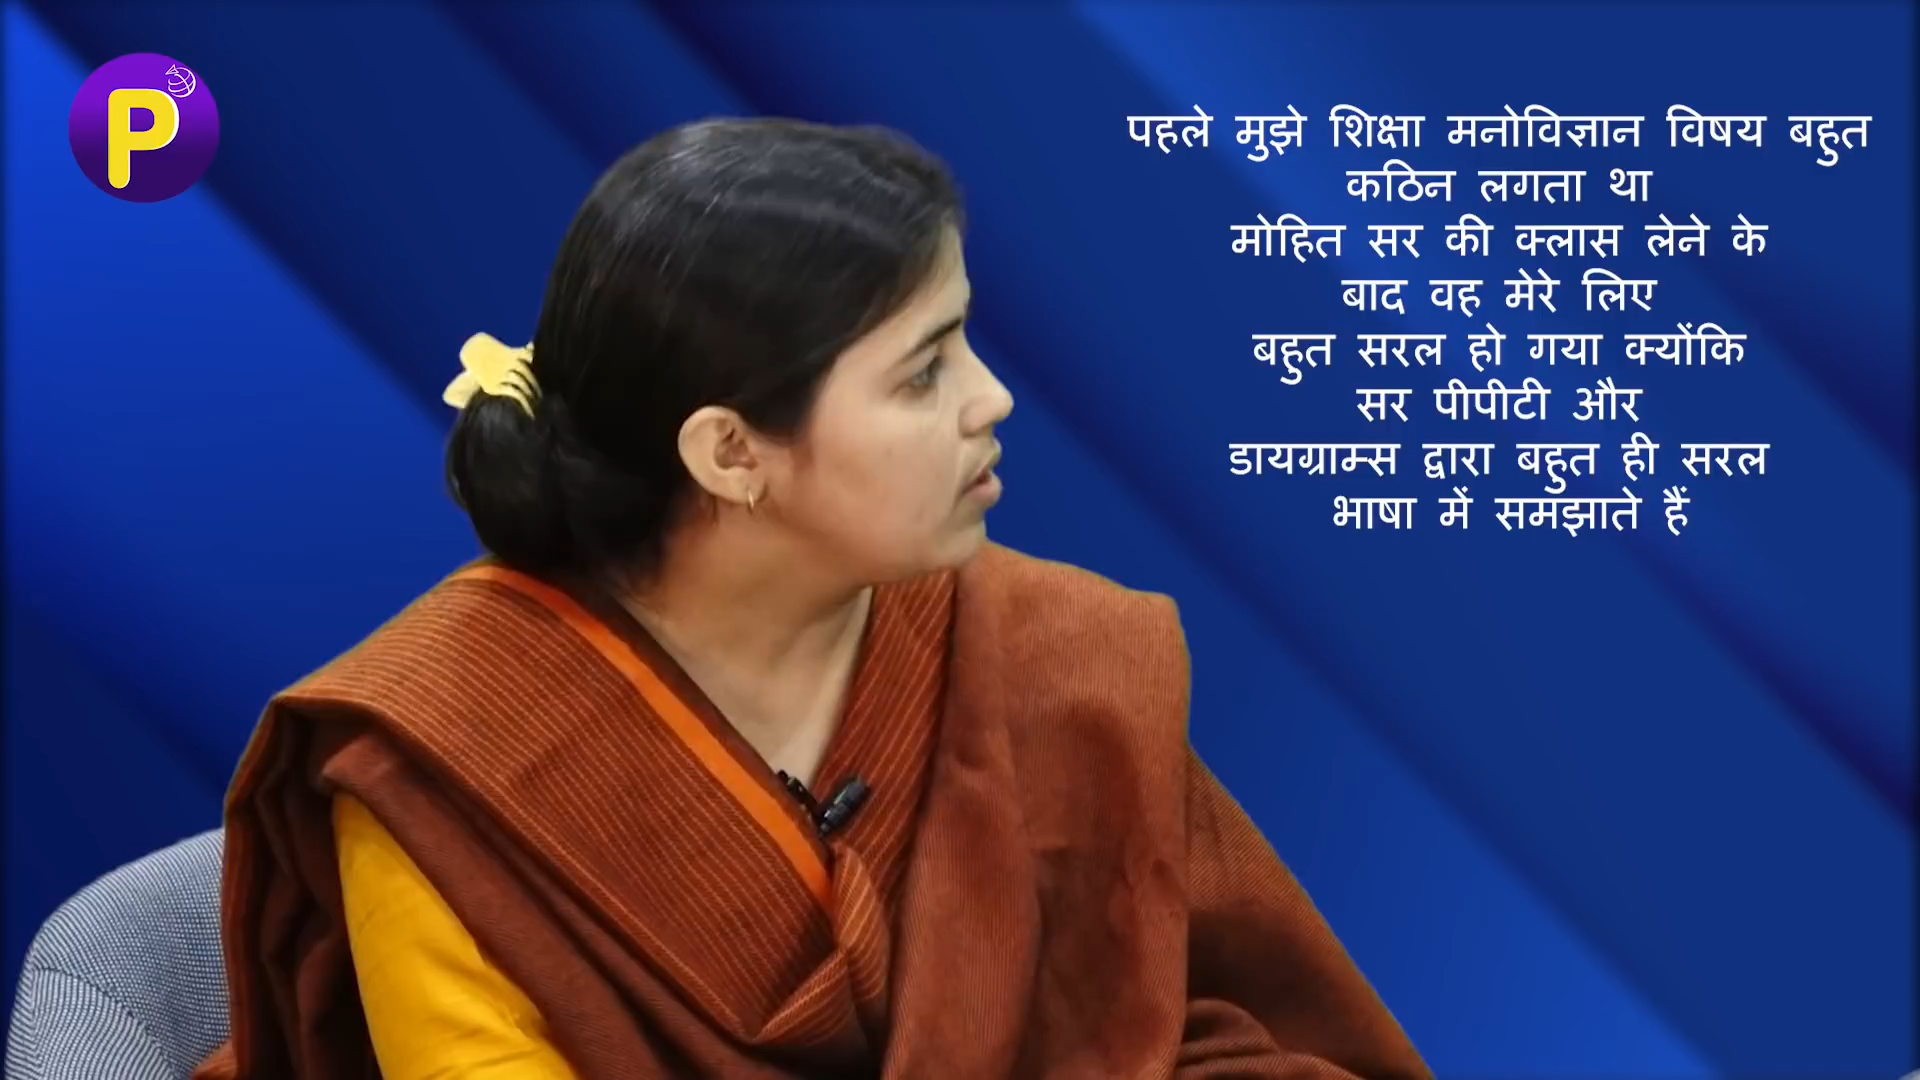 P
पहले मुझे शिक्षा मनोविज्ञान विषय बहुत
कठिन लगता था
मोहित सर की क्लास लेने के
बाद वह मेरे लिए
बहुत सरल हो गया क्योंकि
सर पीपीटी और
डायग्राम्स द्वारा बहुत ही सरल
भाषा में समझाते हैं